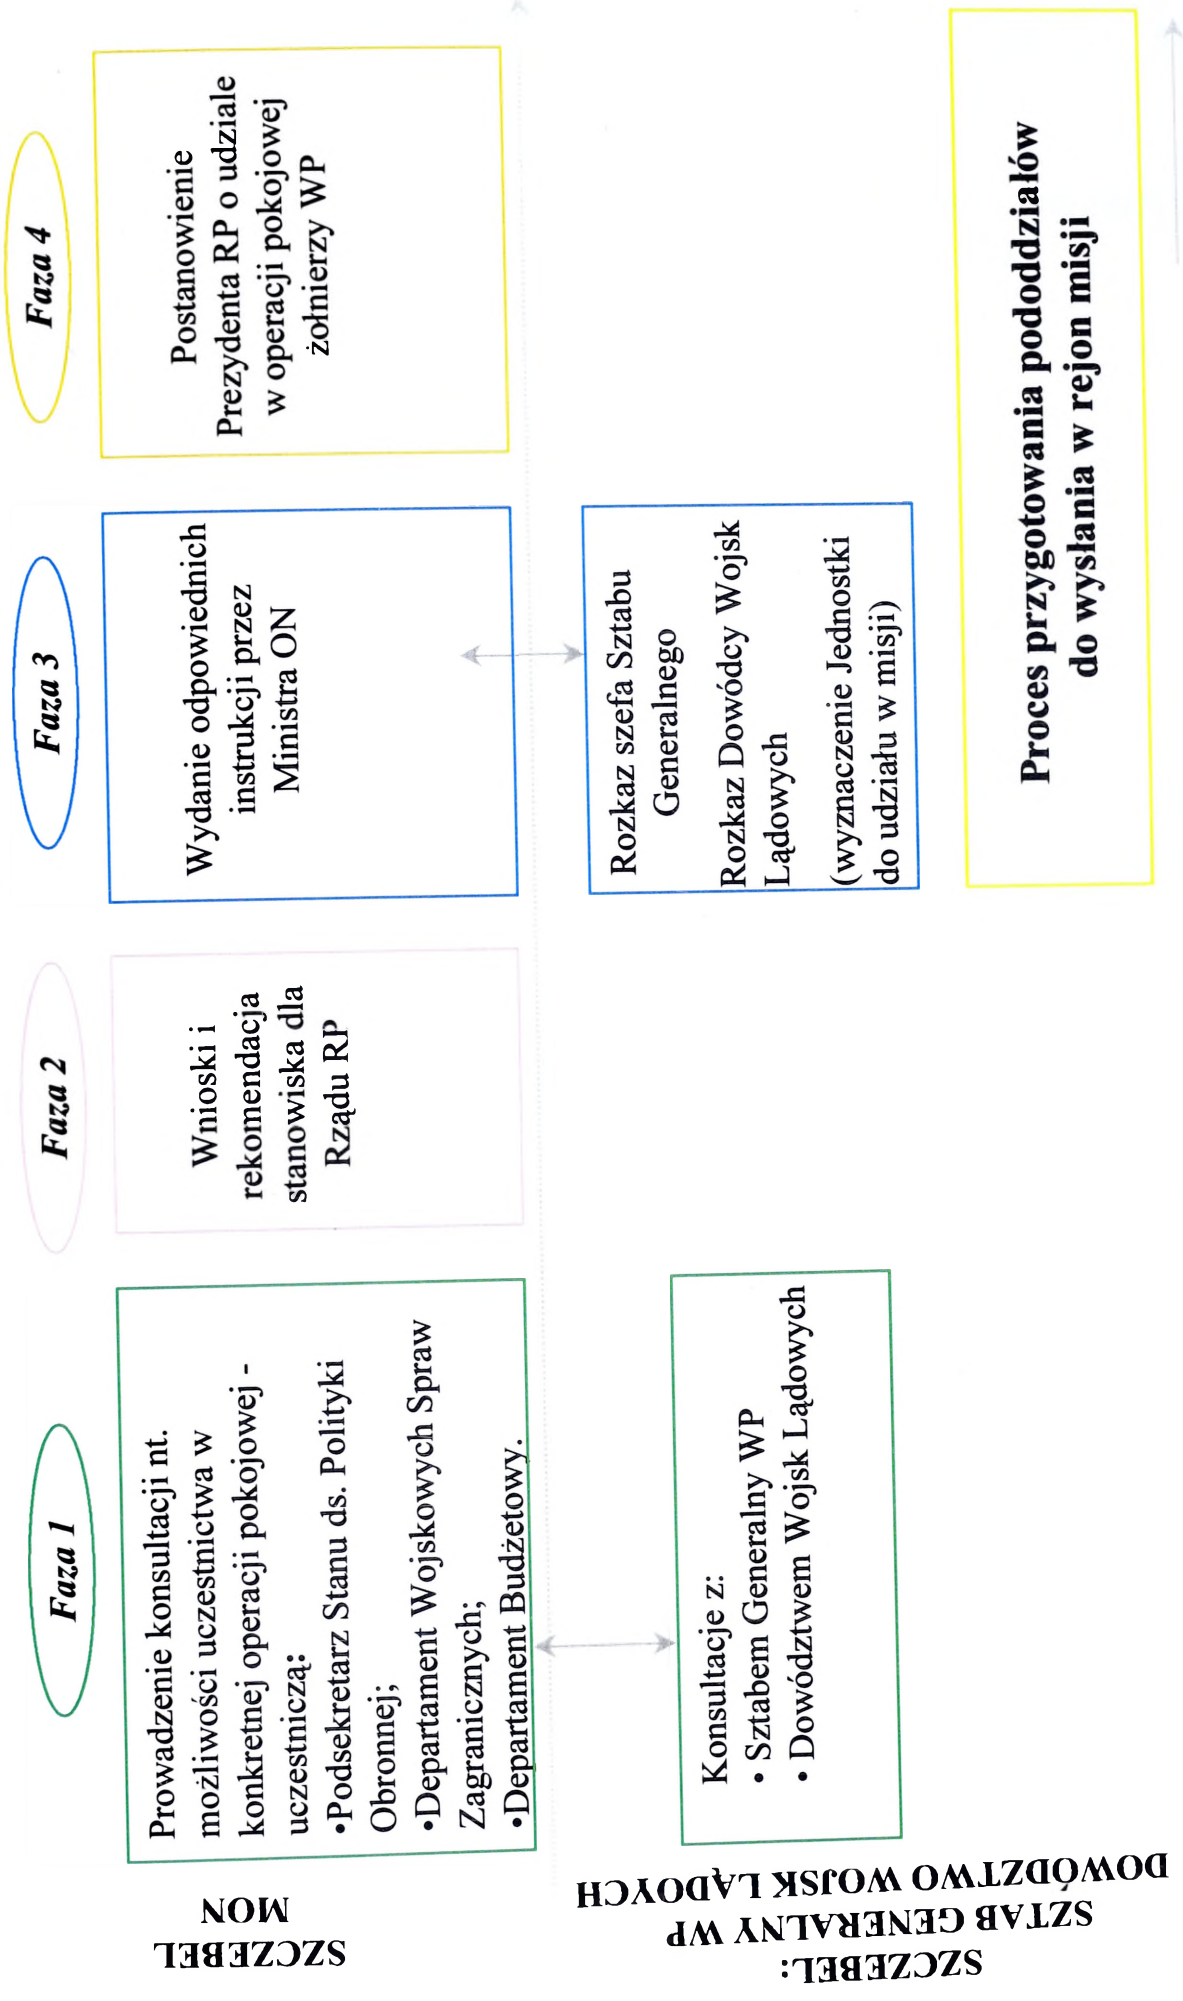 Faza 1
Faza 2
Faza 3
Faza 4
SZCZEBEL
MON
Prowadzenie konsultacji nt.
możliwości uczestnictwa w
konkretnej operacji pokojowej -
uczestniczą:
•Podsekretarz Stanu ds. Polityki
Obronnej;
•Departament Wojskowych Spraw
Zagranicznych;
•Departament Budżetowy.
Wnioski i
rekomendacja
stanowiska dla
Rządu RP
Wydanie odpowiednich
instrukcji przez
Ministra ON
Postanowienie
Prezydenta RP o udziale
w operacji pokojowej
żołnierzy WP
SZCZEBEL:
SZTAB GENERALNY WP
DOWÓDZTWO WOJSK LĄDOYCH
Konsultacje z:
• Sztabem Generalny WP
• Dowództwem Wojsk Lądowych
Rozkaz szefa Sztabu
Generalnego
Rozkaz Dowódcy Wojsk
Lądowych
(wyznaczenie Jednostki
do udziału w misji)
Proces przygotowania pododdziałów
do wysłania w rejon misji